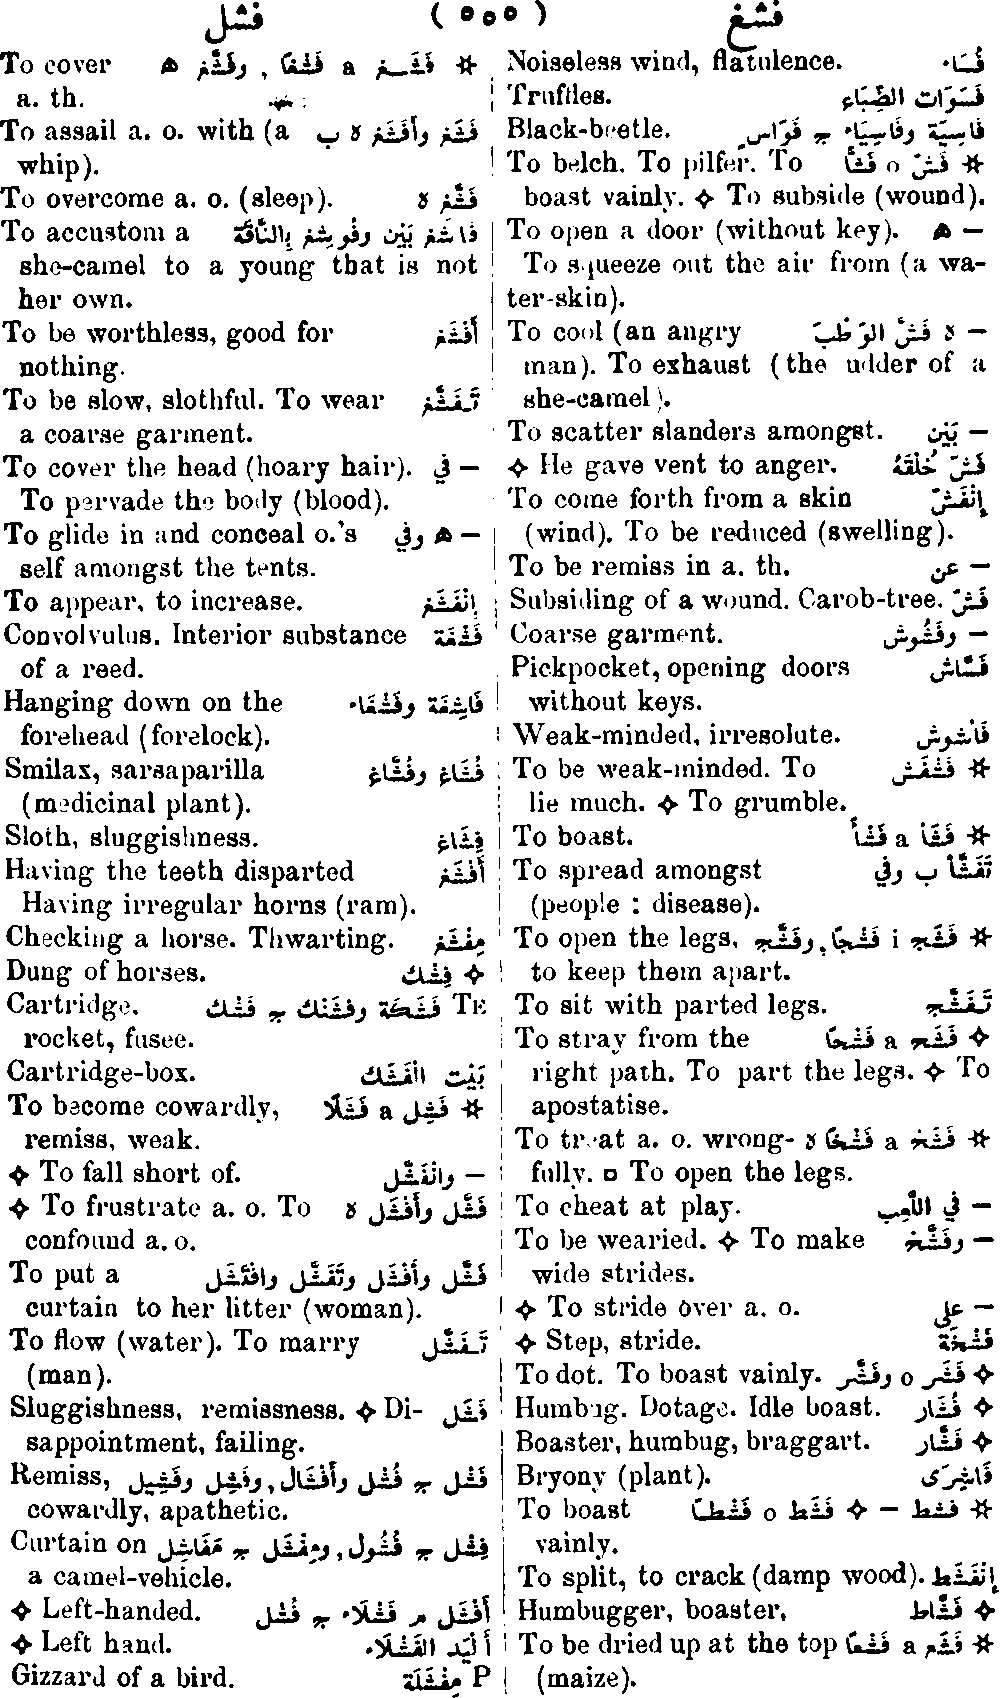 فشل ( ٥٥٥ ) فشغ
Noiseless wind, flatulence. فُسَاء
Truffles. فَسَوَات الضِّبَاع
Black-beetle. فَاسِيَة وفَاسِيَاء ج فَوَاسٍ
To belch. To pilfer. To فَشَّ o فَشًّا ✲
boast vainly. ✧ To subside (wound).
To open a door (without key). ه —
To squeeze out the air from (a wa-
ter-skin).
To cool (an angry ه فَشَّ الوَطْبَ —
man). To exhaust (the udder of a
she-camel).
To scatter slanders amongst. بَيْن —
✧ He gave vent to anger. فَشَّ خُلْقَهُ
To come forth from a skin إِنْفَشَّ
(wind). To be reduced (swelling).
To be remiss in a. th. عن —
Subsiding of a wound. Carob-tree. فَشّ
Coarse garment. وفَشُوش —
Pickpocket, opening doors فَشَّاش
without keys.
Weak-minded, irresolute. فَاشُوش
To be weak-minded. To فَشْفَش ✲
lie much. ✧ To grumble.
To boast. فَشَأَ a فَشْأً ✲
To spread amongst تَفَشَّأ ب وفي
(people : disease).
To open the legs, فَشَج i فَشْجًا, وفَشَّج ✲
to keep them apart.
To sit with parted legs. تَفَشَّج
To stray from the فَشَح a فَشْحًا ✧
right path. To part the legs. ✧ To
apostatise.
To treat a. o. wrong- فَشَخ a فَشْخًا ه ✲
fully. ▫ To open the legs.
To cheat at play. في اللَّعِب —
To be wearied. ✧ To make وفَشَّخ —
wide strides.
✧ To stride over a. o. على —
✧ Step, stride. فَشْخَة
To dot. To boast vainly. فَشَر o وفَشَّر ✧
Humbug. Dotage. Idle boast. فُشَار ✧
Boaster, humbug, braggart. فَشَّار ✧
Bryony (plant). فَاشِرَى
To boast فشط — ✧ فَشَط o فَشْطًا ✲
vainly.
To split, to crack (damp wood). إِنْفَشَط
Humbugger, boaster, فَشَّاط ✧
To be dried up at the top فَشَع a فَشْعًا ✲
(maize).
To cover فَشَغ a فَشْغًا , وفَشَّغ ه ✲
a. th.
To assail a. o. with (a فَشَغ وأَفْشَغ ه ب
whip).
To overcome a. o. (sleep). فَشَّغ ه
To accustom a فَاشَغ بَيْن وفُوشِغ بِالنَّاقَة
she-camel to a young that is not
her own.
To be worthless, good for أَفْشَغ
nothing.
To be slow, slothful. To wear تَفَشَّغ
a coarse garment.
To cover the head (hoary hair). في —
To pervade the body (blood).
To glide in and conceal o.'s ه وفي —
self amongst the tents.
To appear, to increase. إِنْفَشَغ
Convolvulus. Interior substance فَشْغَة
of a reed.
Hanging down on the فَاشِغَة وفَشْغَاء
forehead (forelock).
Smilax, sarsaparilla فُشَاغ وفُشَّاغ
(medicinal plant).
Sloth, sluggishness. فِشَاغ
Having the teeth disparted أَفْشَغ
Having irregular horns (ram).
Checking a horse. Thwarting. مِفْشَغ
Dung of horses. فِشْك ✧
Cartridge. فَشَكَة وفِشَنْك ج فَشَك TE
rocket, fusee.
Cartridge-box. بَيْت الفَشَك
To become cowardly, فَشِل a فَشَلًا ✲
remiss, weak.
✧ To fall short of. وانْفَشَل —
✧ To frustrate a. o. To فَشَّل وأَفْشَل ه
confound a. o.
To put a فَشَّل وأَفْشَل وتَفَشَّل وافْتَشَل
curtain to her litter (woman).
To flow (water). To marry تَفَشَّل
(man).
Sluggishness, remissness. ✧ Di- فَشَل
sappointment, failing.
Remiss, فَشْل ج فُشْل وأَفْشَال, وفَشِل وفَشِيل
cowardly, apathetic.
Curtain on فِشْل ج فُشُول, ومِفْشَل ج مَفَاشِل
a camel-vehicle.
✧ Left-handed. أَفْشَل م فَشْلَاء ج فُشْل
✧ Left hand. أَلْيَد الفَشْلَاء
Gizzard of a bird. مِفْشَلَة P